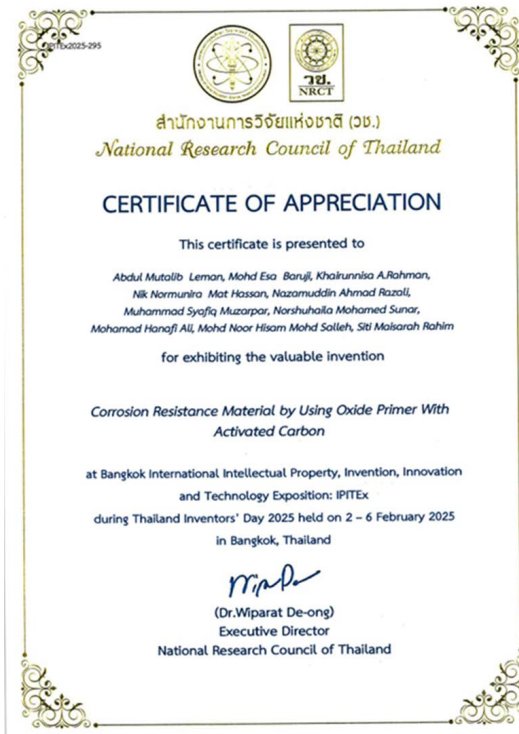 IPITEx2025-295
วช.
NRCT
สำนักงานการวิจัยแห่งชาติ (วช.)
National Research Council of Thailand
CERTIFICATE OF APPRECIATION
This certificate is presented to
Abdul Mutalib Leman, Mohd Esa Baruji, Khairunnisa A.Rahman,
Nik Normunira Mat Hassan, Nazamuddin Ahmad Razali,
Muhammad Syafiq Muzarpar, Norshuhaila Mohamed Sunar,
Mohamad Hanafi Ali, Mohd Noor Hisam Mohd Salleh, Siti Maisarah Rahim
for exhibiting the valuable invention
Corrosion Resistance Material by Using Oxide Primer With
Activated Carbon
at Bangkok International Intellectual Property, Invention, Innovation
and Technology Exposition: IPITEx
during Thailand Inventors' Day 2025 held on 2 – 6 February 2025
in Bangkok, Thailand
(Dr.Wiparat De-ong)
Executive Director
National Research Council of Thailand